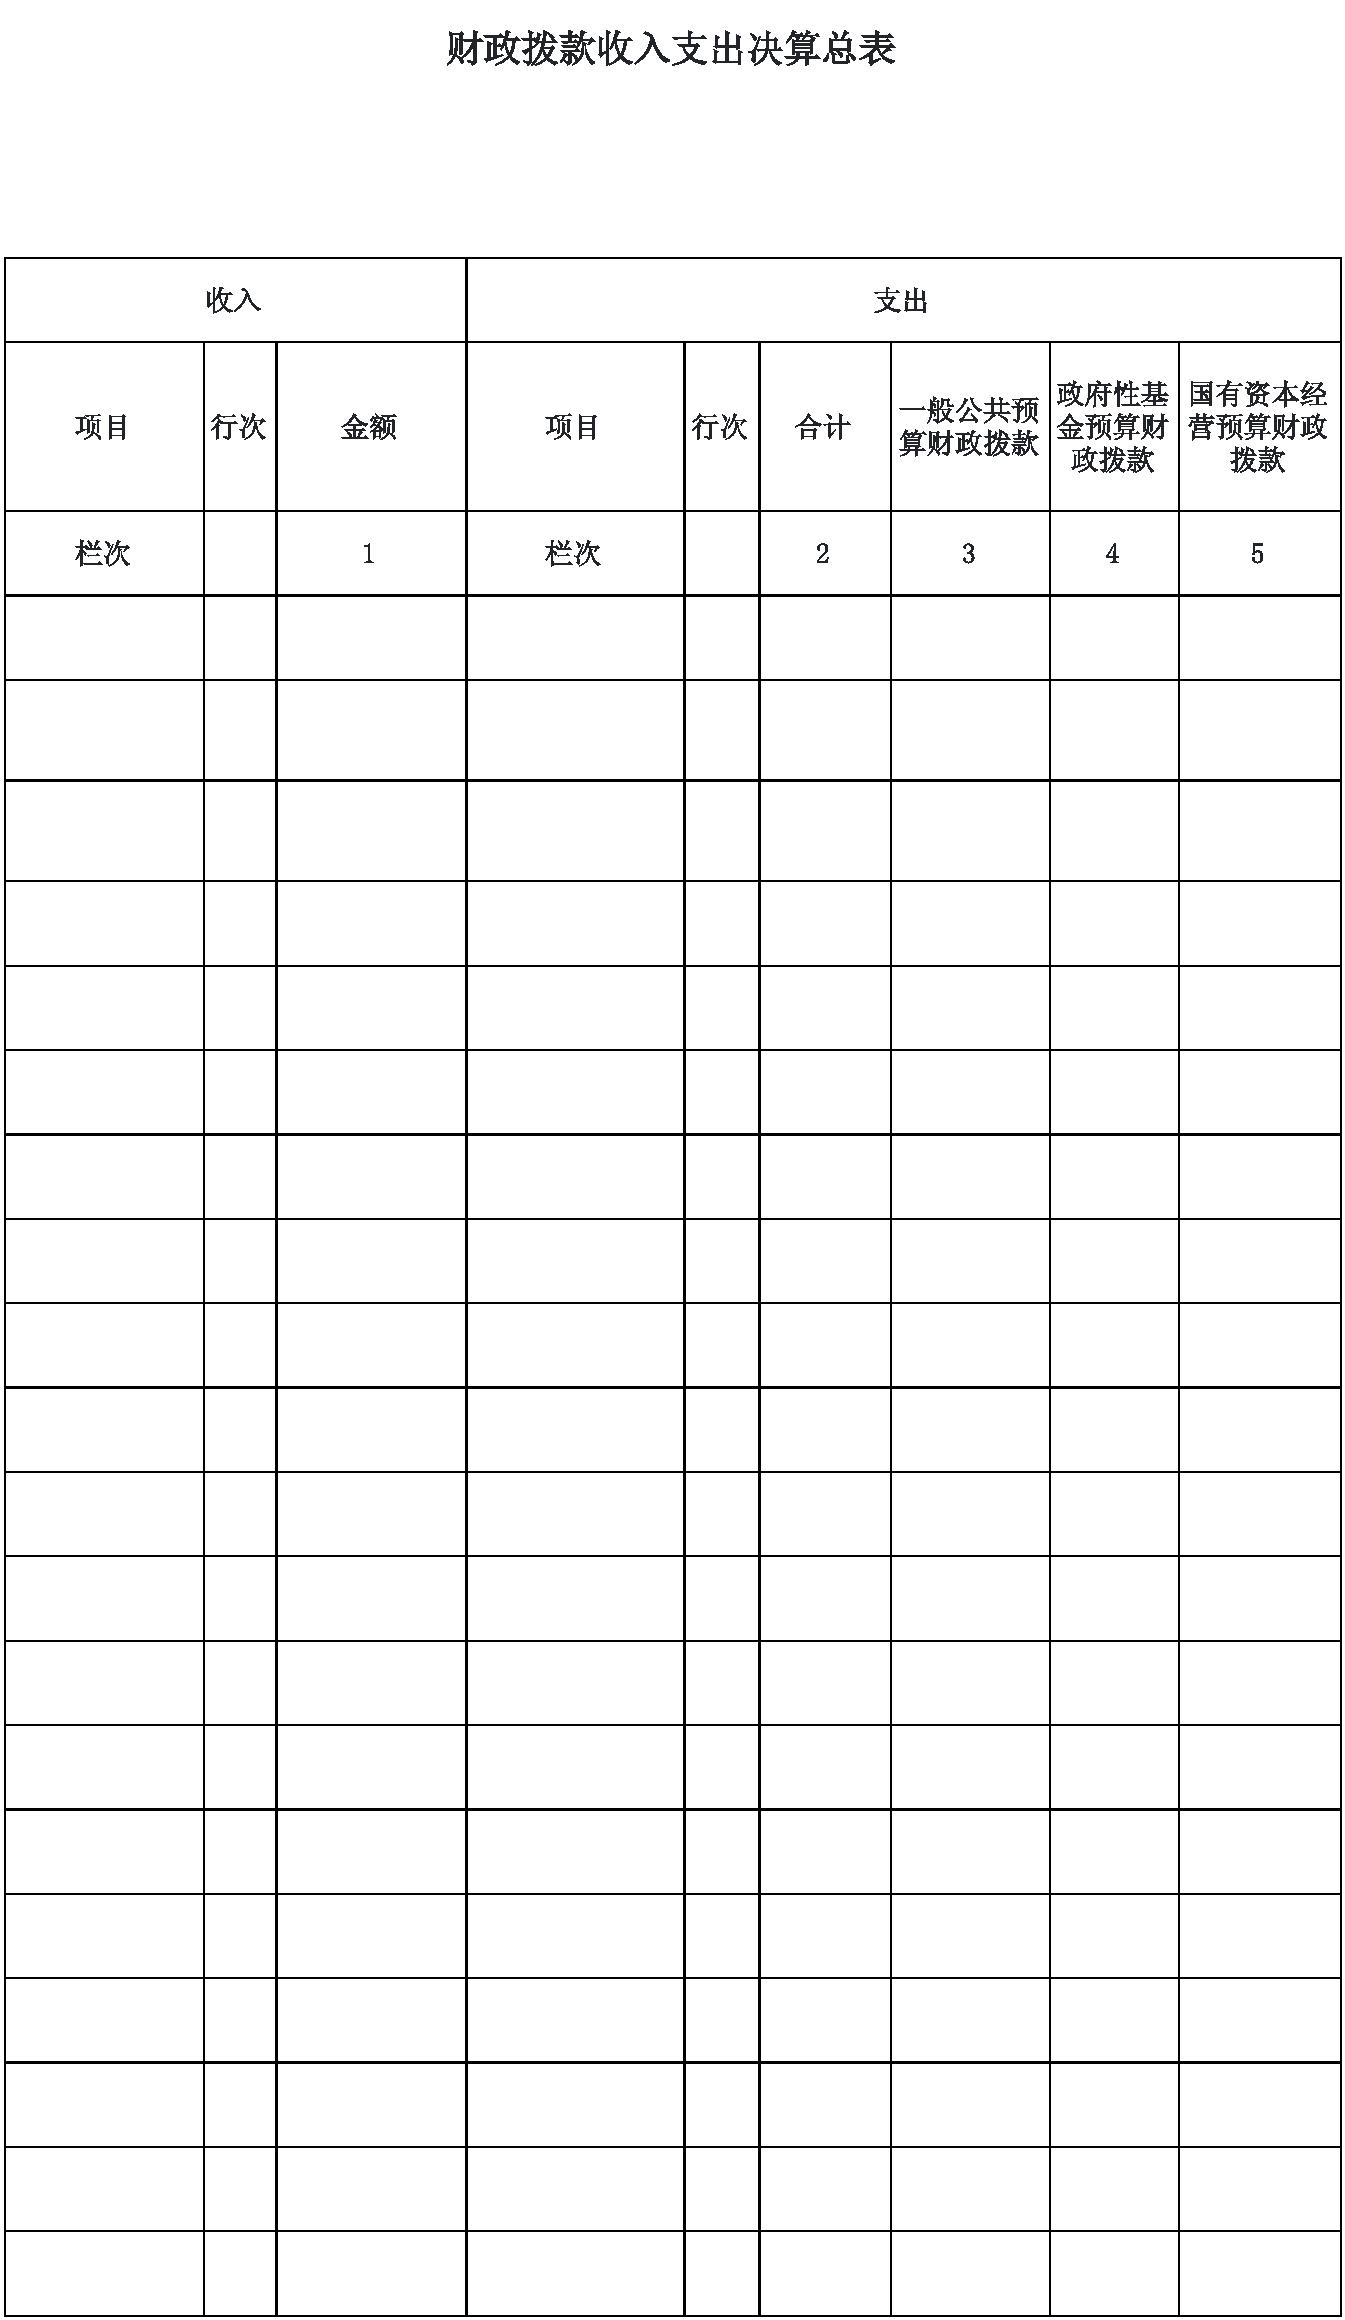 财政拨款收入支出决算总表
收入
支出
项目
行次
金额
项目
行次
合计
一般公共预
算财政拨款
政府性基
金预算财
政拨款
国有资本经
营预算财政
拨款
栏次
1
栏次
2
3
4
5